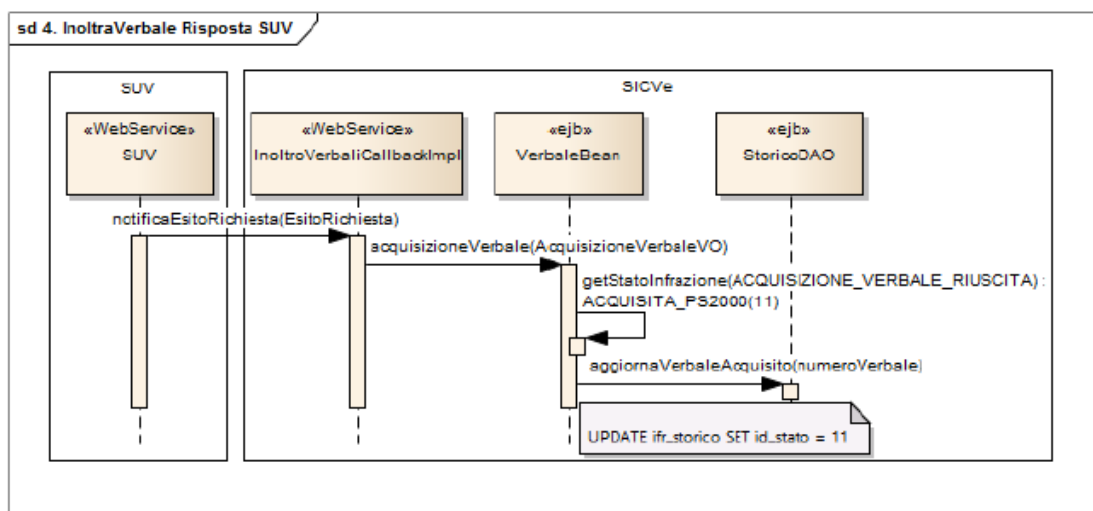 sd 4. InoltraVerbale Risposta SUV
SUV
SICVe
«WebService»
SUV
«WebService»
InoltroVerbaliCallbackImpl
«ejb»
VerbaleBean
«ejb»
StoricoDAO
notificaEsitoRichiesta(EsitoRichiesta)
acquisizioneVerbale(AcquisizioneVerbaleVO)
getStatoInfrazione(ACQUISIZIONE_VERBALE_RIUSCITA) :
ACQUISITA_PS2000(11)
aggiornaVerbaleAcquisito(numeroVerbale)
UPDATE ifr_storico SET id_stato = 11